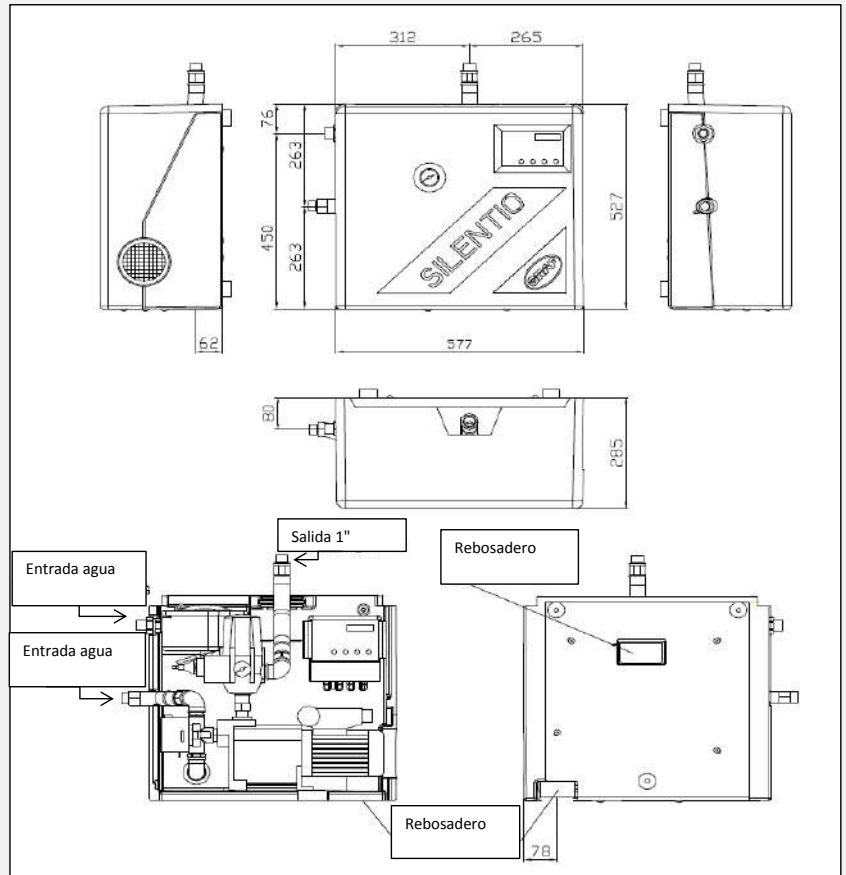 312
265
76
263
450
263
527
SILENTIO
62
577
80
285
Salida 1"
Rebosadero
Entrada agua
Entrada agua
Rebosadero
78